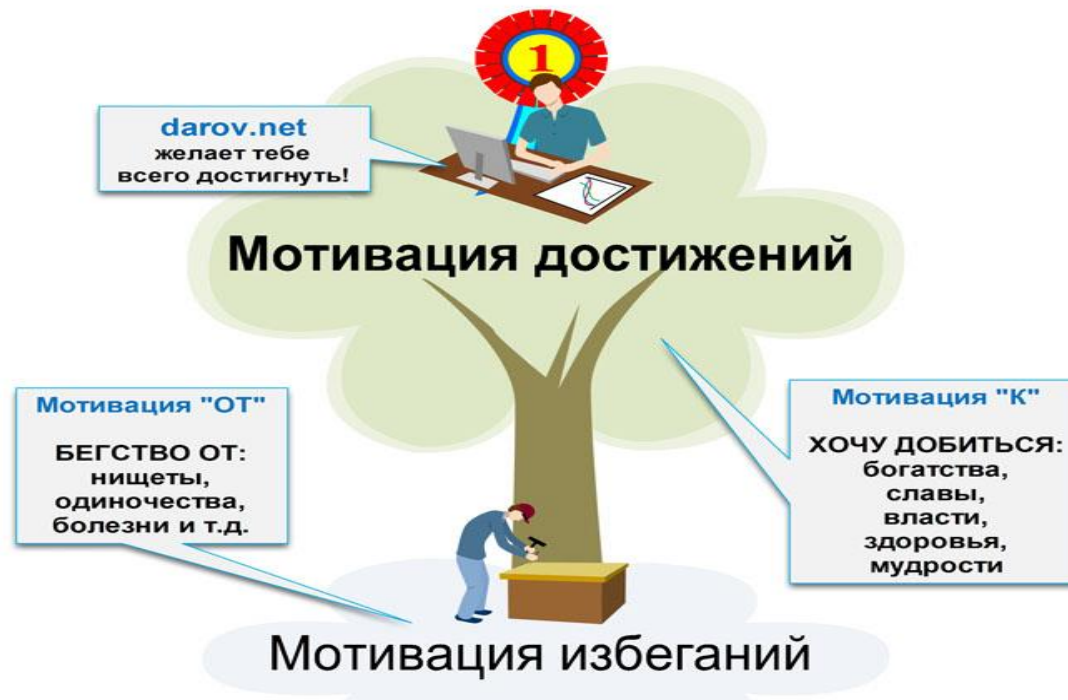 1
darov.net
желает тебе
всего достигнуть!
Мотивация достижений
Мотивация "ОТ"
БЕГСТВО ОТ:
нищеты,
одиночества,
болезни и т.д.
Мотивация "К"
ХОЧУ ДОБИТЬСЯ:
богатства,
славы,
власти,
здоровья,
мудрости
Мотивация избеганий